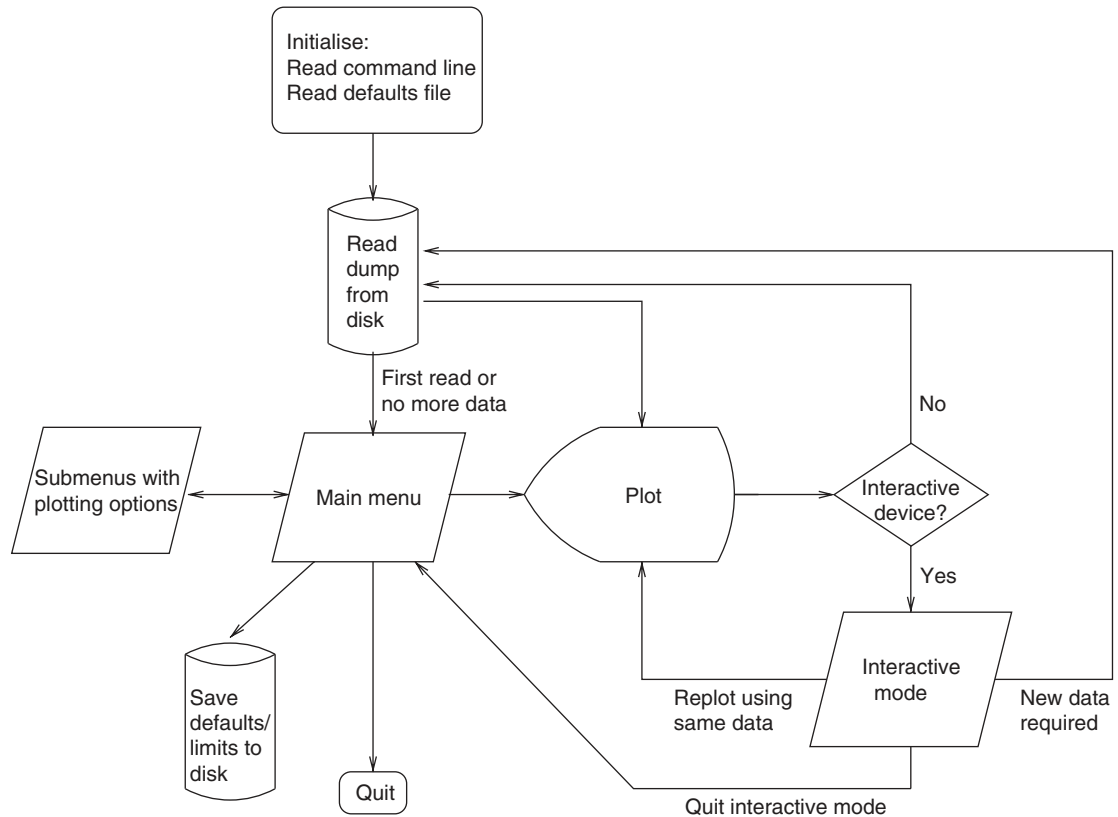 Initialise:
Read command line
Read defaults file
Read
dump
from
disk
First read or
no more data
No
Submenus with
plotting options
Main menu
Plot
Interactive
device?
Yes
Interactive
mode
Replot using
same data
New data
required
Save
defaults/
limits to
disk
Quit
Quit interactive mode